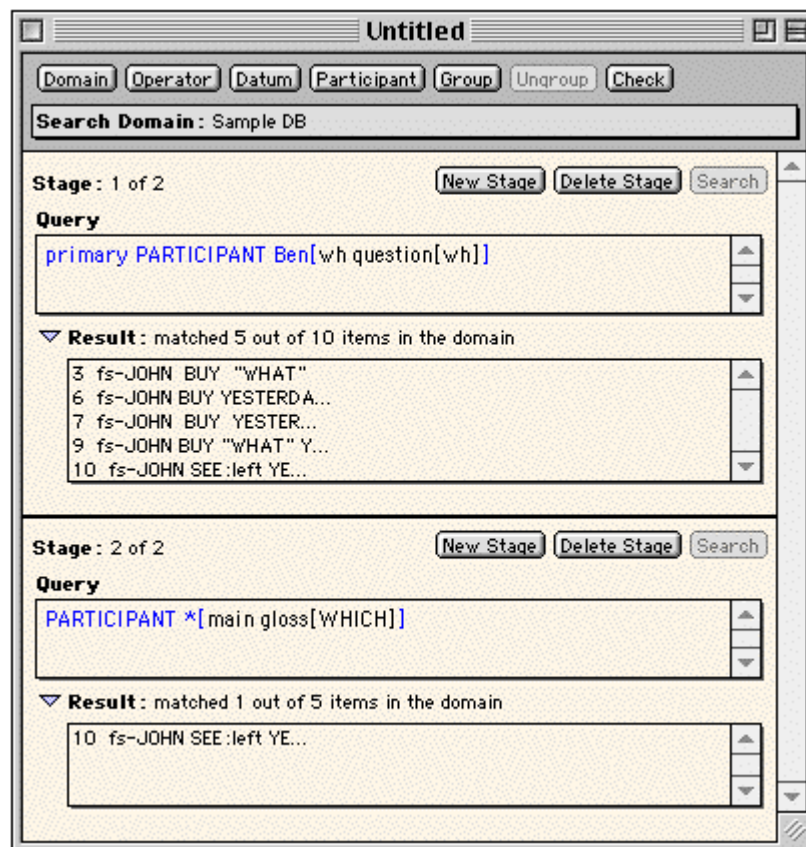 Untitled
Domain Operator Datum Participant Group Ungroup Check
Search Domain: Sample DB
Stage: 1 of 2 New Stage Delete Stage Search
Query
primary PARTICIPANT Ben[wh question[wh]]
Result: matched 5 out of 10 items in the domain
3 fs-JOHN BUY "WHAT"
6 fs-JOHN BUY YESTERDA...
7 fs-JOHN BUY YESTER...
9 fs-JOHN BUY "WHAT" Y...
10 fs-JOHN SEE:left YE...
Stage: 2 of 2 New Stage Delete Stage Search
Query
PARTICIPANT *[main gloss[WHICH]]
Result: matched 1 out of 5 items in the domain
10 fs-JOHN SEE:left YE...